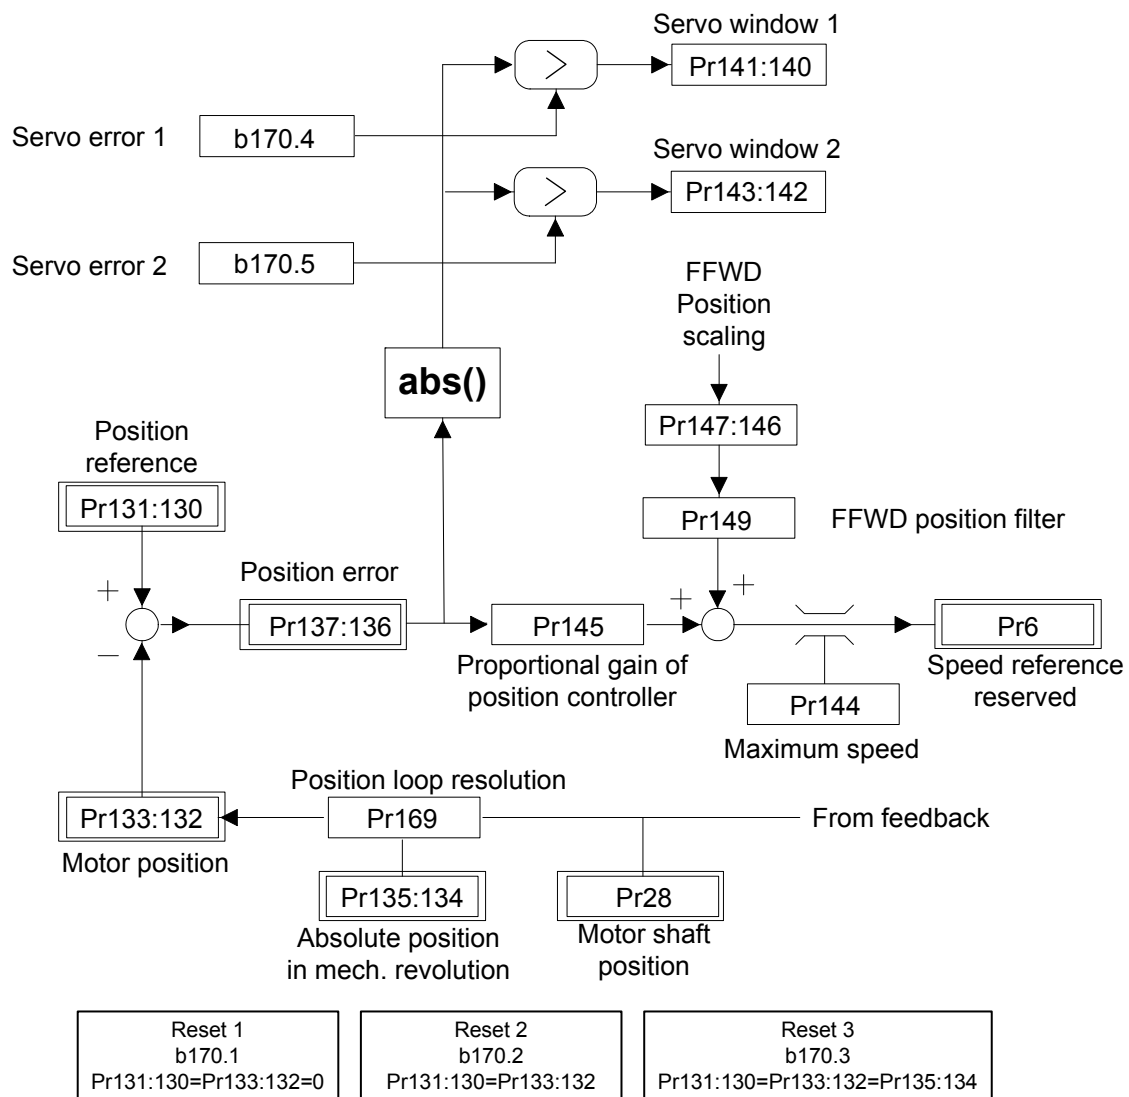 Servo window 1
>
Pr141:140
Servo error 1
b170.4
Servo window 2
>
Pr143:142
Servo error 2
b170.5
FFWD
Position
scaling
abs()
Pr147:146
Position
reference
Pr131:130
Pr149
FFWD position filter
+
Position error
+
+
Pr137:136
Pr145
Pr6
−
Proportional gain of
position controller
Speed reference
reserved
Pr144
Maximum speed
Position loop resolution
Pr133:132
Pr169
From feedback
Motor position
Pr135:134
Pr28
Absolute position
in mech. revolution
Motor shaft
position
Reset 1
b170.1
Pr131:130=Pr133:132=0
Reset 2
b170.2
Pr131:130=Pr133:132
Reset 3
b170.3
Pr131:130=Pr133:132=Pr135:134